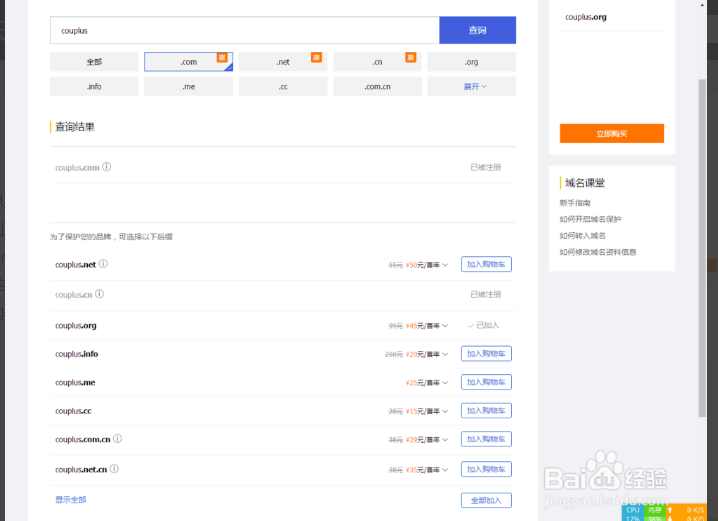 couplus 查询
全部 .com 惠 .net 惠 .cn 惠 .org
.info .me .cc .com.cn 展开
查询结果
couplus.com 已被注册
为了保护您的品牌，可选择以下后缀
couplus.net 55元 ¥50元/首年 加入购物车
couplus.cn 已被注册
couplus.org 99元 ¥45元/首年 已加入
couplus.info 200元 ¥20元/首年 加入购物车
couplus.me ¥25元/首年 加入购物车
couplus.cc 28元 ¥15元/首年 加入购物车
couplus.com.cn 38元 ¥29元/首年 加入购物车
couplus.net.cn 38元 ¥35元/首年 加入购物车
显示全部 全部加入
couplus.org
立即购买
域名课堂
新手指南
如何开启域名保护
如何转入域名
如何修改域名资料信息
Baidu 经验
jingyan.baidu.com
CPU 内存 0 K/S
17% 38% 0 K/S